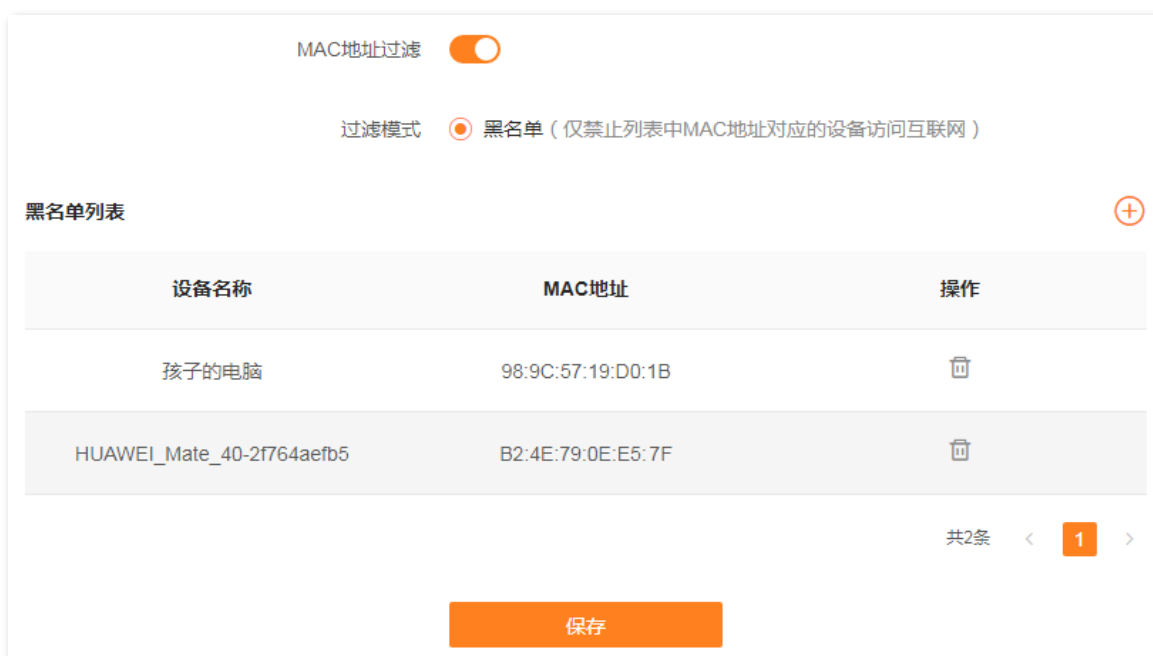 MAC地址过滤
过滤模式 黑名单（仅禁止列表中MAC地址对应的设备访问互联网）
黑名单列表
设备名称 MAC地址 操作
孩子的电脑 98:9C:57:19:D0:1B
HUAWEI_Mate_40-2f764aefb5 B2:4E:79:0E:E5:7F
共2条 < 1 >
保存